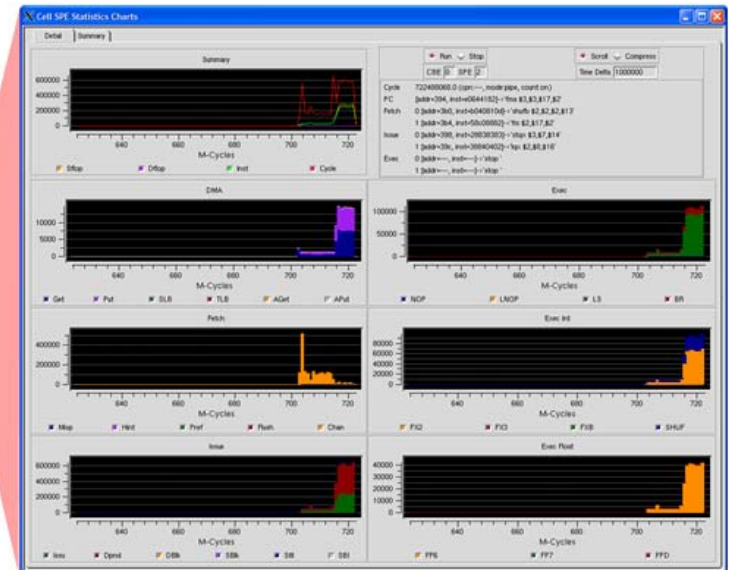 Cell SPE Statistics Charts
Detail Summary
Summary
600000
400000
200000
0
640 660 680 700 720
M-Cycles
Sflop Dflop Inst Cycle
Run Stop
Scroll Compress
CBE 0 SPE 2
Time Delta 1000000
Cycle
PC
Fetch
Issue
Exec
DMA
10000
5000
0
640 660 680 700 720
M-Cycles
Get Put SLB TLB AGet APut
Exec
100000
50000
0
640 660 680 700 720
M-Cycles
NOP LNOP LS BR
Fetch
400000
200000
0
640 660 680 700 720
M-Cycles
Misp Hint Pref Flush Chan
Exec Int
80000
60000
40000
20000
0
640 660 680 700 720
M-Cycles
FX2 FX3 FXB SHUF
Issue
600000
400000
200000
0
640 660 680 700 720
M-Cycles
Dpnd DBlk SBlk Stll SBI
Exec Float
40000
30000
20000
10000
0
640 660 680 700 720
M-Cycles
FP6 FP7 FPD